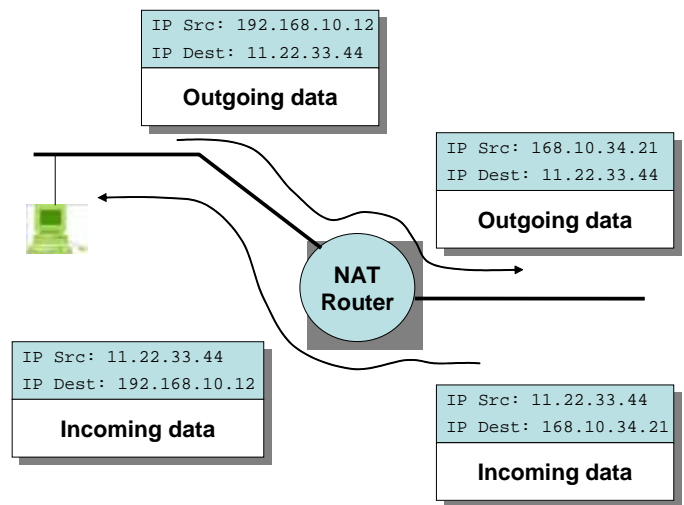 IP Src: 192.168.10.12
IP Dest: 11.22.33.44
Outgoing data
IP Src: 168.10.34.21
IP Dest: 11.22.33.44
Outgoing data
NAT
Router
IP Src: 11.22.33.44
IP Dest: 192.168.10.12
Incoming data
IP Src: 11.22.33.44
IP Dest: 168.10.34.21
Incoming data